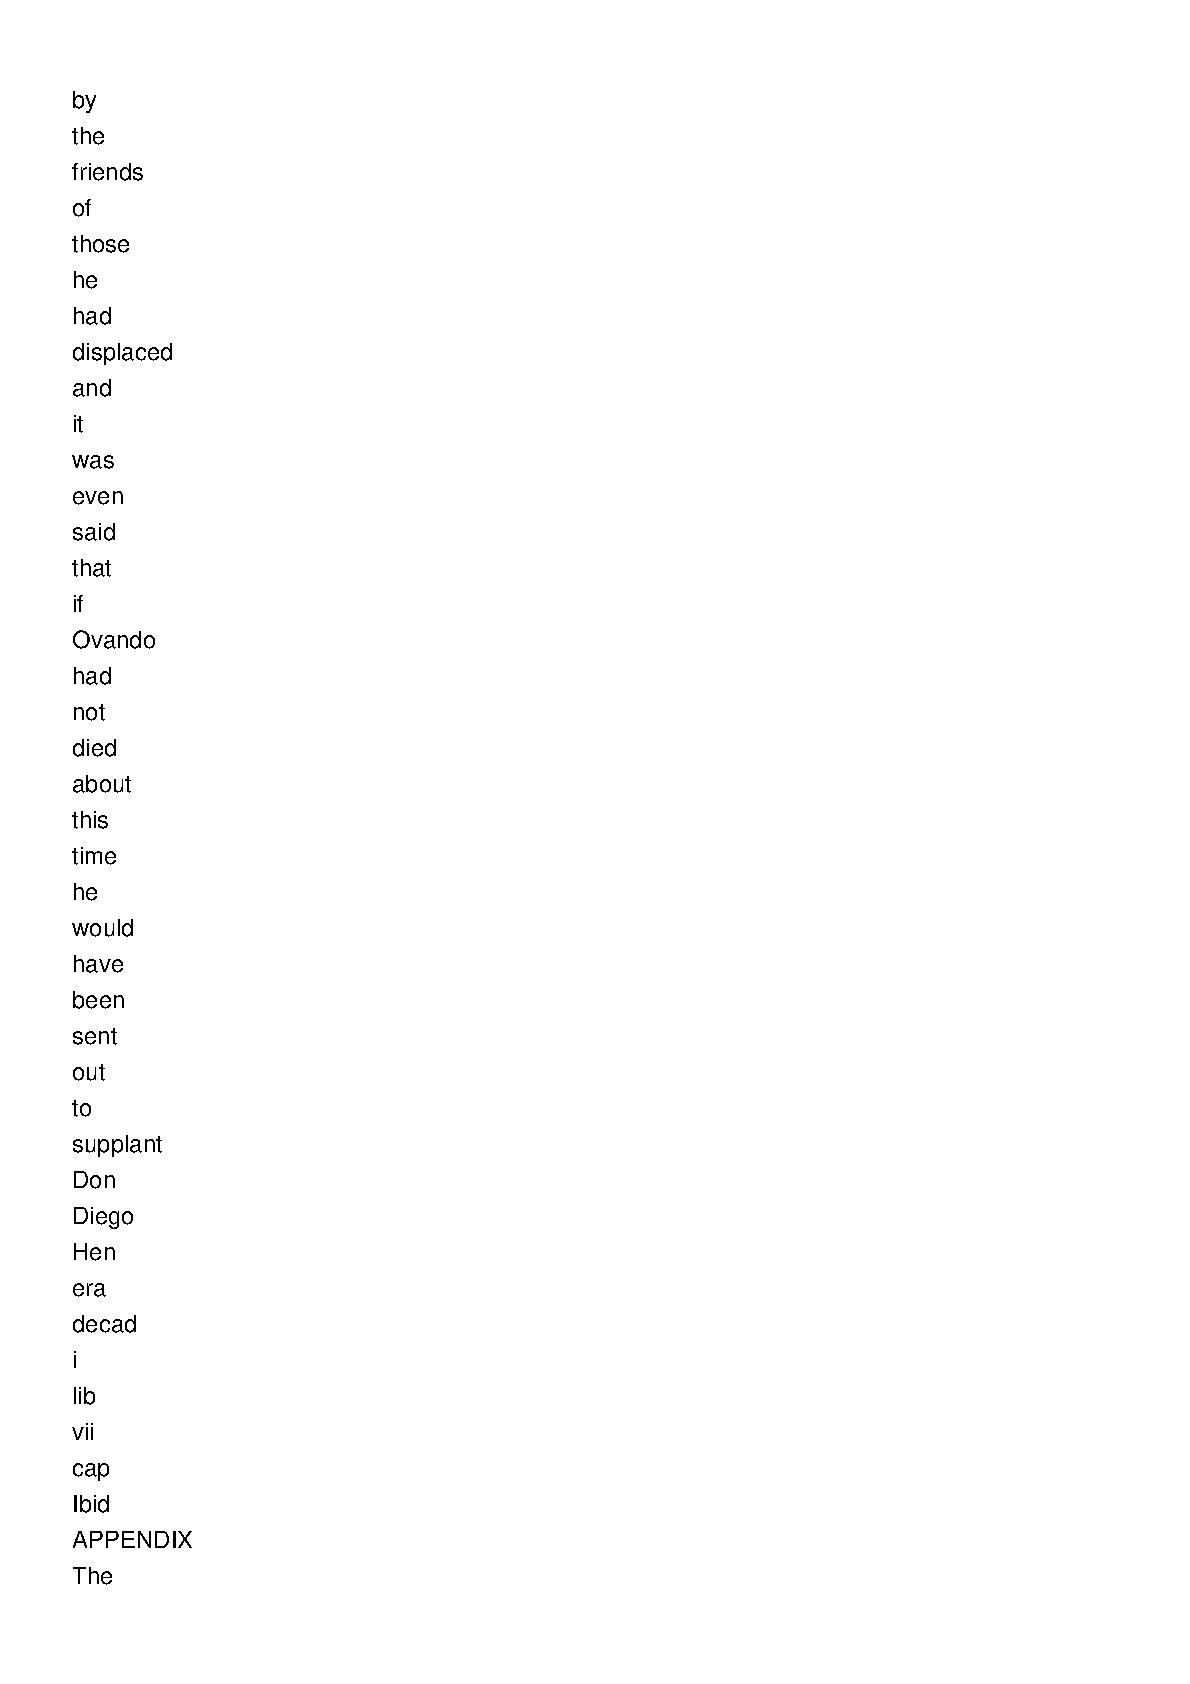 by
the
friends
of
those
he
had
displaced
and
it
was
even
said
that
if
Ovando
had
not
died
about
this
time
he
would
have
been
sent
out
to
supplant
Don
Diego
Hen
era
decad
i
lib
vii
cap
Ibid
APPENDIX
The